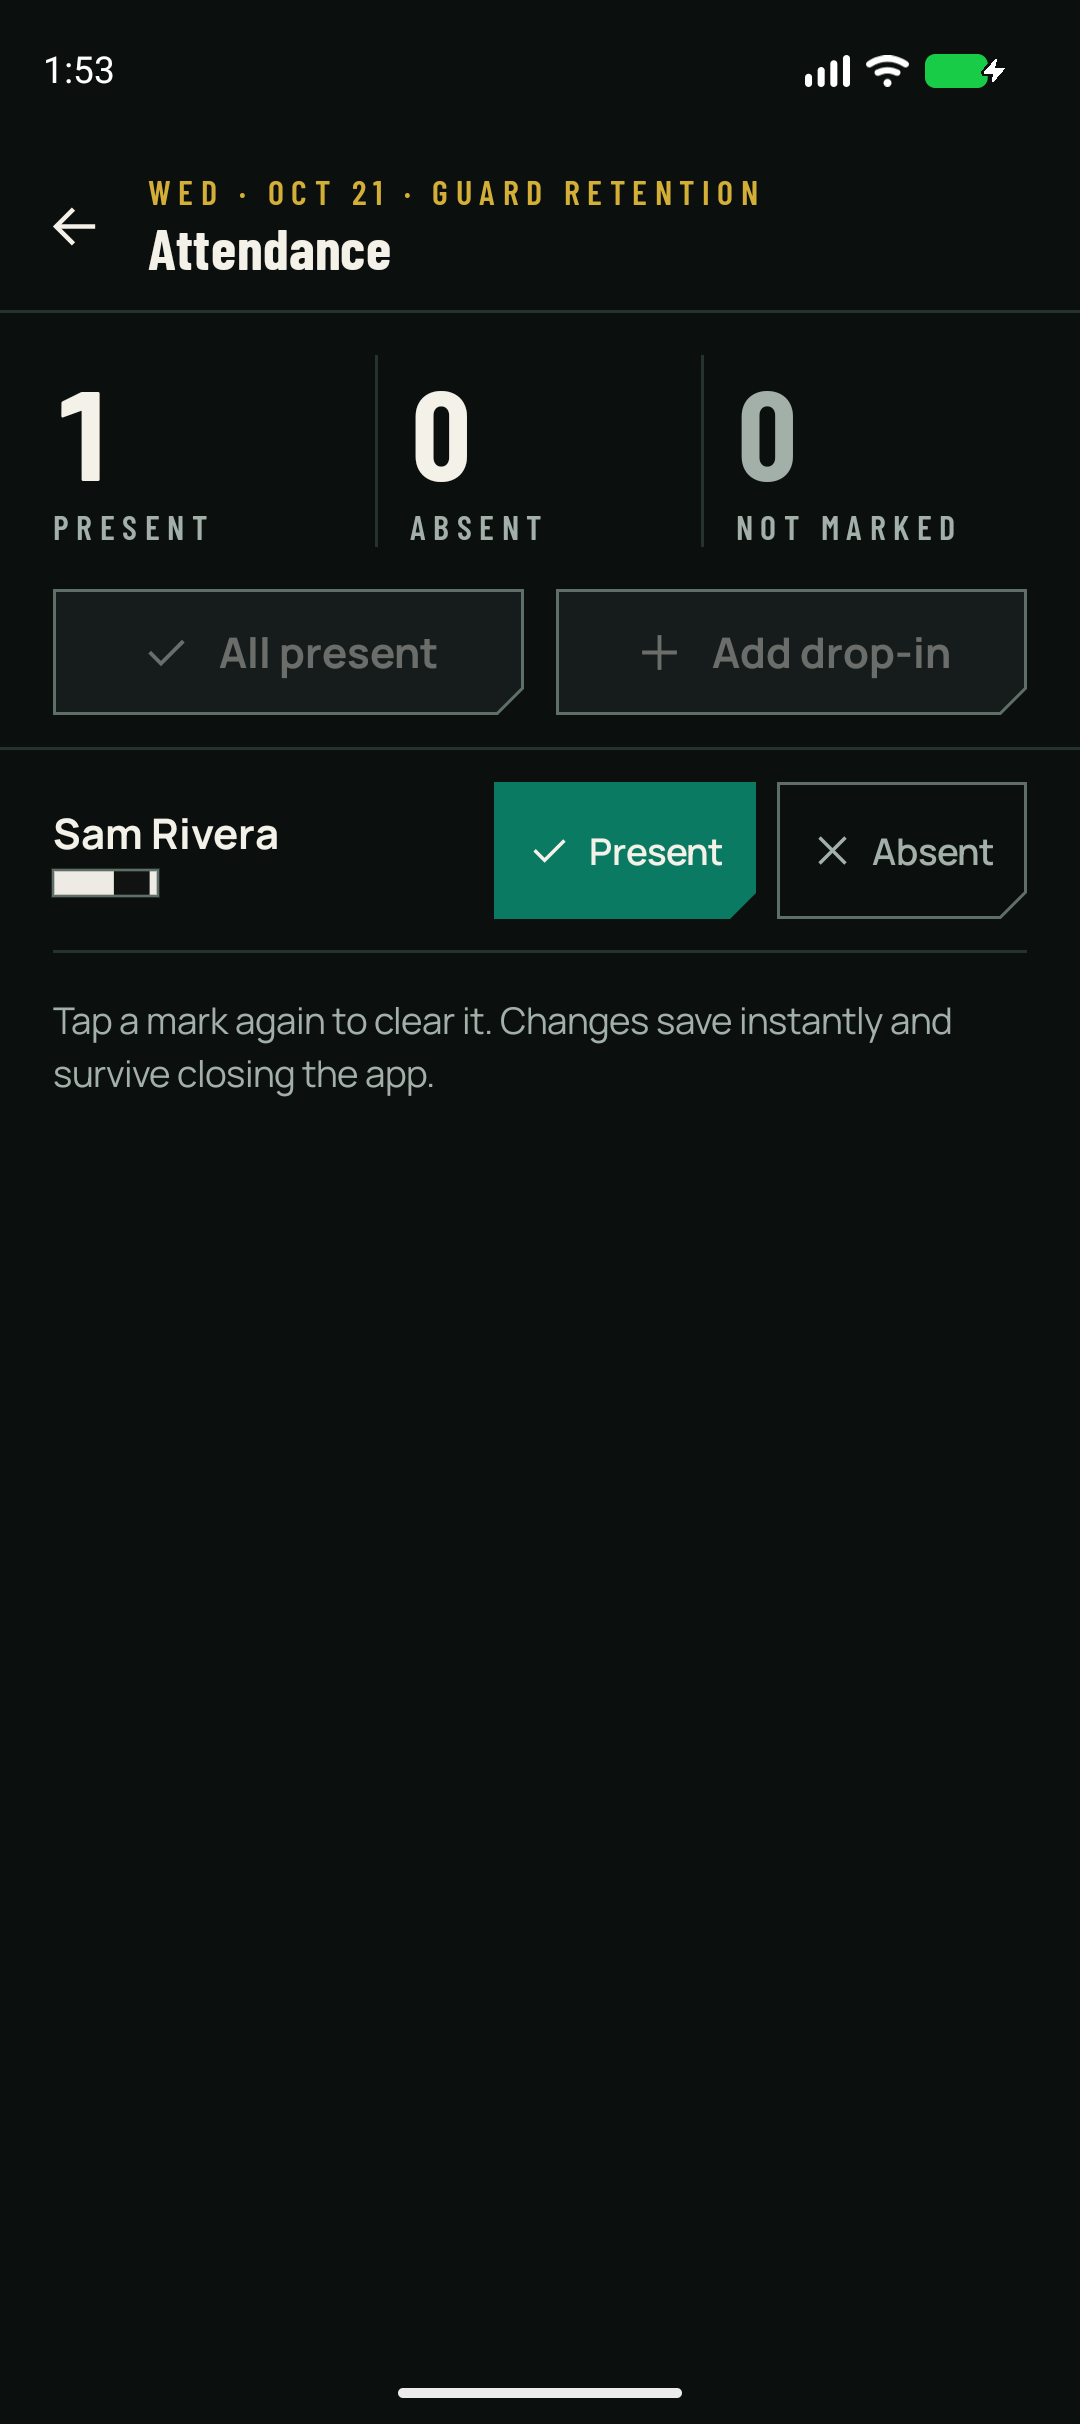 1:53
WED · OCT 21 · GUARD RETENTION
Attendance
1 0 0
PRESENT ABSENT NOT MARKED
All present Add drop-in
Sam Rivera Present Absent
Tap a mark again to clear it. Changes save instantly and
survive closing the app.